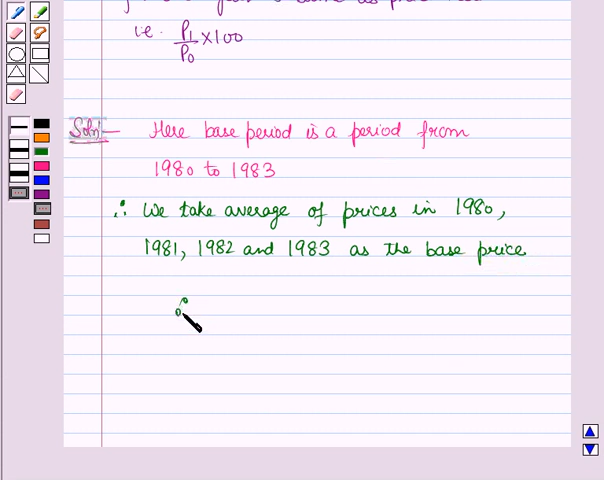 i.e. P1/P0 ×100
Soln:- Here base period is a period from
1980 to 1983
∴ We take average of prices in 1980,
1981, 1982 and 1983 as the base price